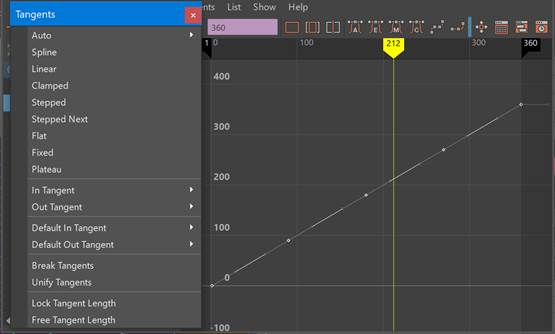 Tangents
nts List Show Help
360
Auto
Spline
Linear
Clamped
Stepped
Stepped Next
Flat
Fixed
Plateau
In Tangent
Out Tangent
Default In Tangent
Default Out Tangent
Break Tangents
Unify Tangents
Lock Tangent Length
Free Tangent Length
A E M C
1 0 100 212 300 360
400
300
200
100
0
-100